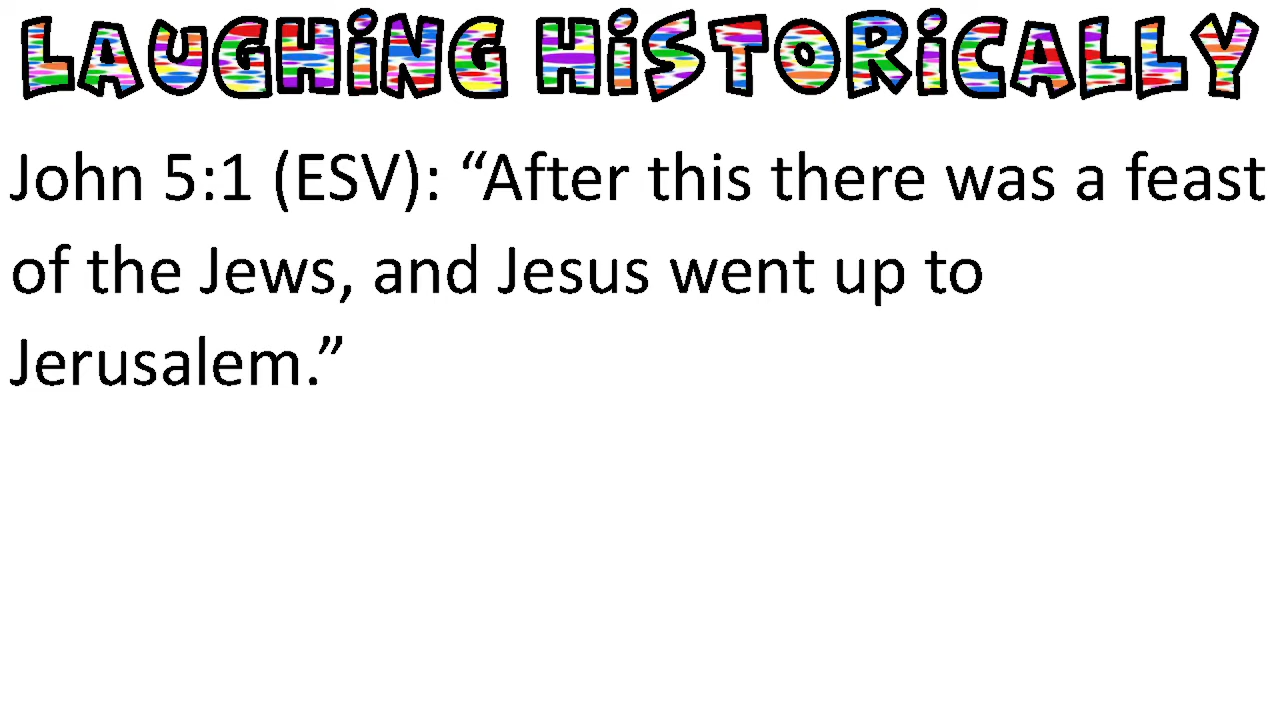 LAUGHiNG HiSTORiCALLY
John 5:1 (ESV): “After this there was a feast
of the Jews, and Jesus went up to
Jerusalem.”